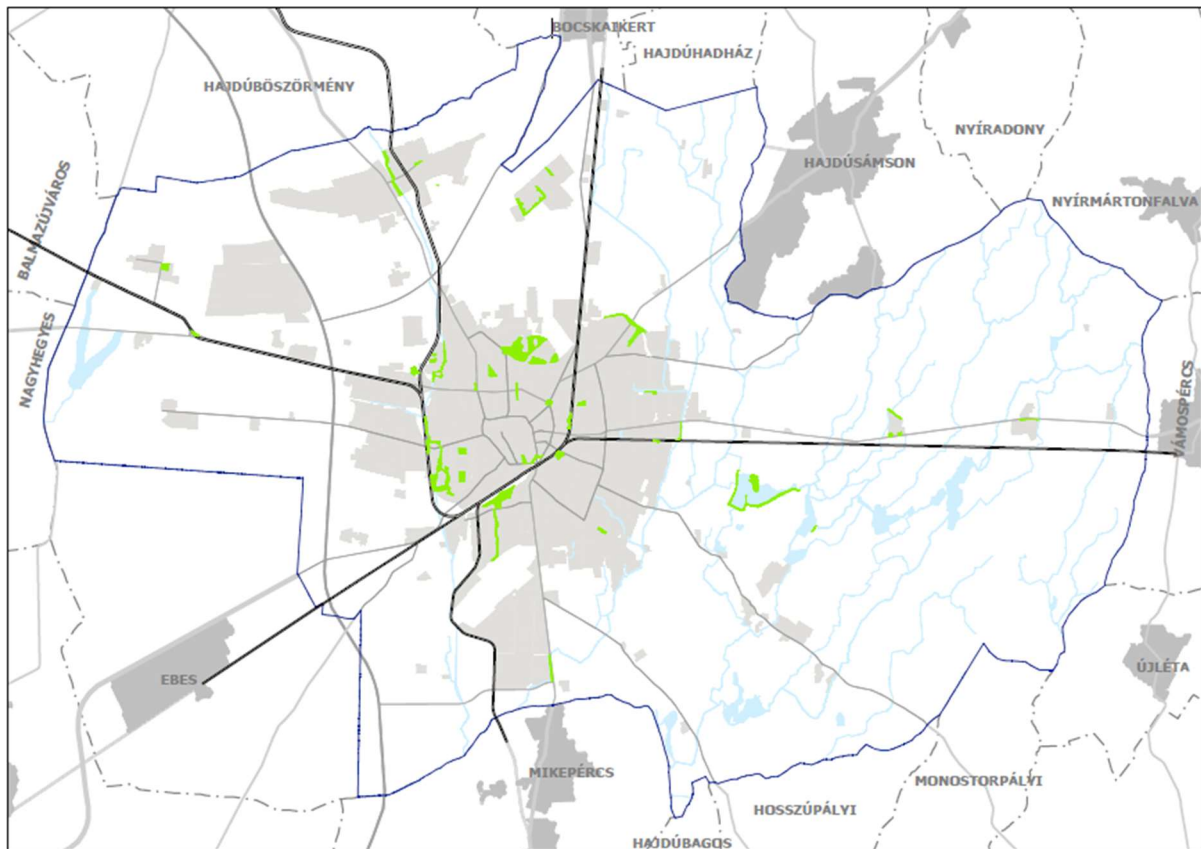 BOCSKAIKERT
HAJDÚHADHÁZ
HAJDÚBÖSZÖRMÉNY
NYÍRADONY
HAJDÚSÁMSON
NYÍRMÁRTONFALVA
BALMAZÚJVÁROS
NAGYHEGYES
VÁMOSPÉRCS
EBES
ÚJLÉTA
MIKEPÉRCS
MONOSTORPÁLYI
HOSSZÚPÁLYI
HAJDÚBAGOS